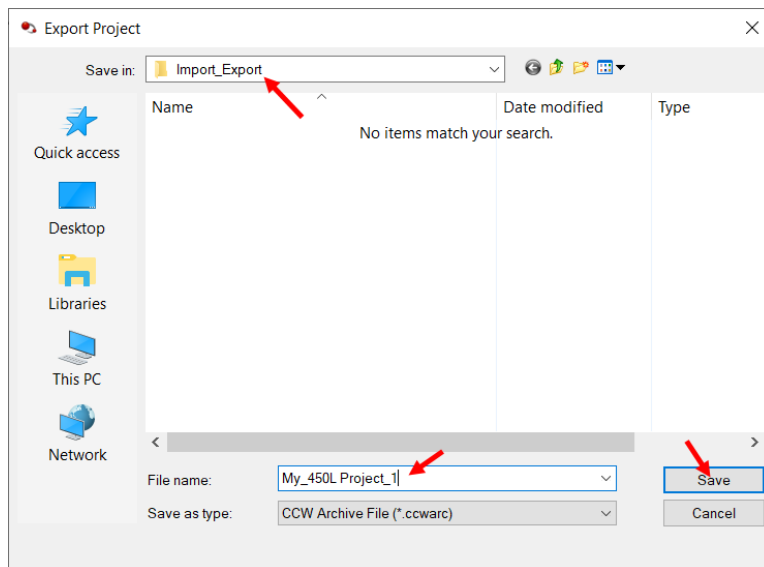 Export Project
Save in: Import_Export
Name Date modified Type
No items match your search.
Quick access
Desktop
Libraries
This PC
Network
File name: My_450L Project_1 Save
Save as type: CCW Archive File (*.ccwarc) Cancel